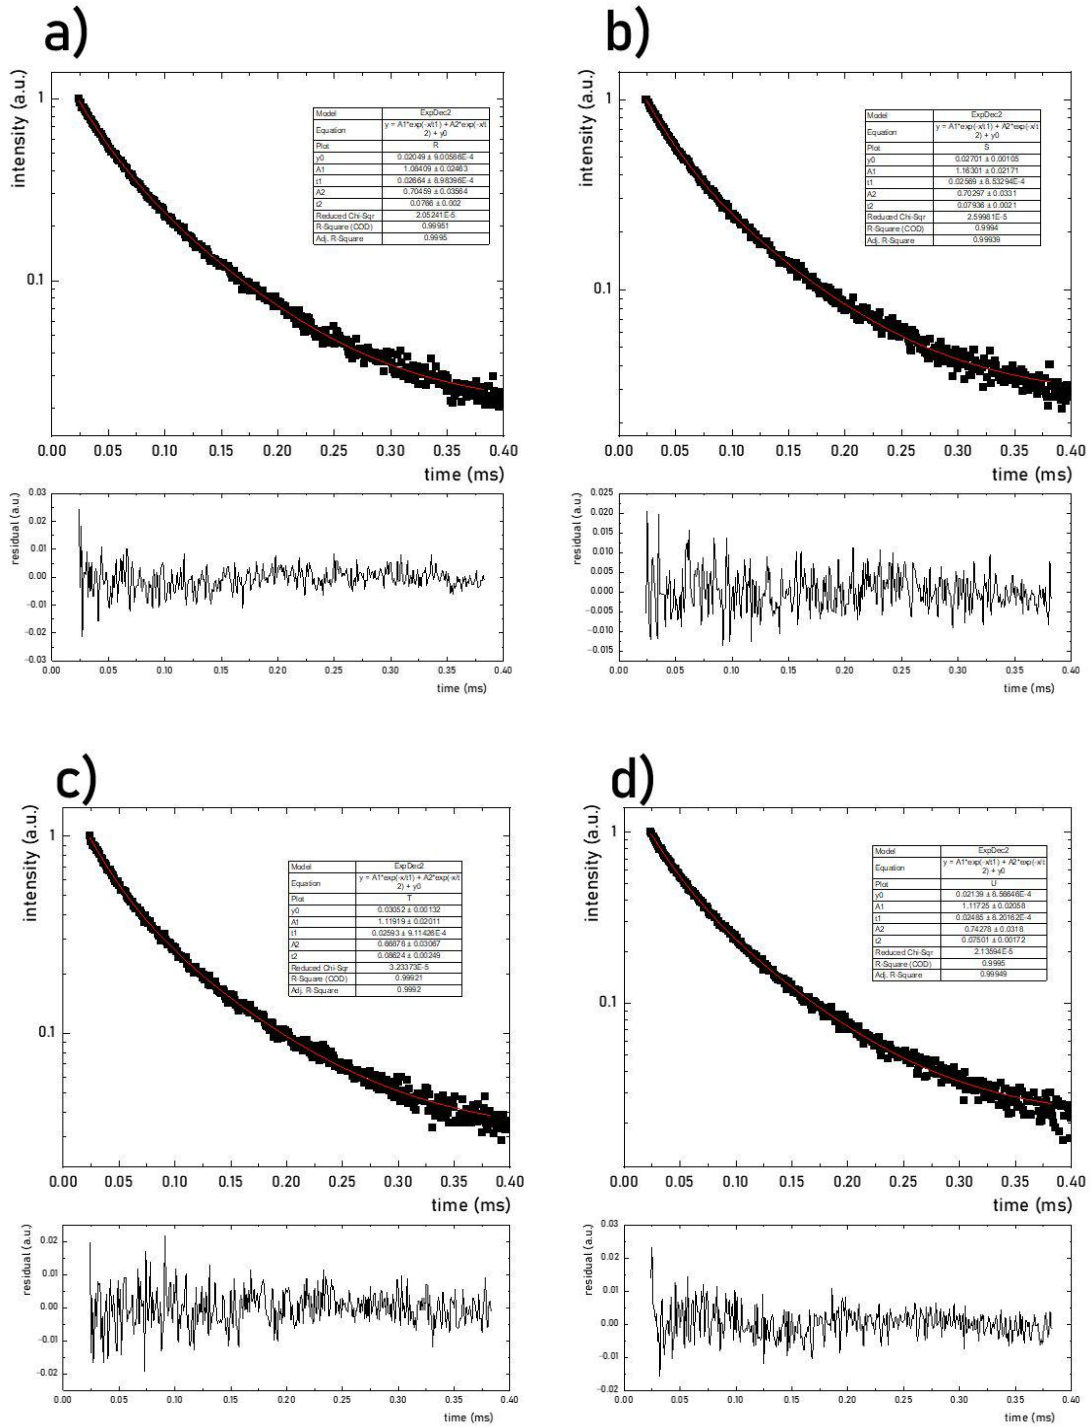 a)
intensity (a.u.)
1
0.1
Model ExpDec2
Equation y = A1*exp(-x/t1) + A2*exp(-x/t
2) + y0
Plot R
y0 0.02049 ± 9.00586E-4
A1 1.08409 ± 0.02463
t1 0.02664 ± 8.98396E-4
A2 0.70459 ± 0.03564
t2 0.0766 ± 0.002
Reduced Chi-Sqr 2.05241E-5
R-Square (COD) 0.99951
Adj. R-Square 0.9995
0.00 0.05 0.10 0.15 0.20 0.25 0.30 0.35 0.40
time (ms)
residual (a.u.)
0.03
0.02
0.01
0.00
-0.01
-0.02
-0.03
0.00 0.05 0.10 0.15 0.20 0.25 0.30 0.35 0.40
time (ms)
b)
intensity (a.u.)
1
0.1
Model ExpDec2
Equation y = A1*exp(-x/t1) + A2*exp(-x/t
2) + y0
Plot S
y0 0.02701 ± 0.00105
A1 1.16301 ± 0.02171
t1 0.02569 ± 8.53294E-4
A2 0.70297 ± 0.0331
t2 0.07936 ± 0.0021
Reduced Chi-Sqr 2.59981E-5
R-Square (COD) 0.9994
Adj. R-Square 0.99939
0.00 0.05 0.10 0.15 0.20 0.25 0.30 0.35 0.40
time (ms)
residual (a.u.)
0.025
0.020
0.015
0.010
0.005
0.000
-0.005
-0.010
-0.015
0.00 0.05 0.10 0.15 0.20 0.25 0.30 0.35 0.40
time (ms)
c)
intensity (a.u.)
1
0.1
Model ExpDec2
Equation y = A1*exp(-x/t1) + A2*exp(-x/t
2) + y0
Plot T
y0 0.03052 ± 0.00132
A1 1.11919 ± 0.02011
t1 0.02593 ± 9.11426E-4
A2 0.66876 ± 0.03067
t2 0.08624 ± 0.00249
Reduced Chi-Sqr 3.23373E-5
R-Square (COD) 0.99921
Adj. R-Square 0.9992
0.00 0.05 0.10 0.15 0.20 0.25 0.30 0.35 0.40
time (ms)
residual (a.u.)
0.02
0.01
0.00
-0.01
-0.02
0.00 0.05 0.10 0.15 0.20 0.25 0.30 0.35 0.40
time (ms)
d)
intensity (a.u.)
1
0.1
Model ExpDec2
Equation y = A1*exp(-x/t1) + A2*exp(-x/t
2) + y0
Plot U
y0 0.02139 ± 8.56646E-4
A1 1.11725 ± 0.02058
t1 0.02485 ± 8.20162E-4
A2 0.74276 ± 0.0318
t2 0.07501 ± 0.00172
Reduced Chi-Sqr 2.13594E-5
R-Square (COD) 0.9995
Adj. R-Square 0.99949
0.00 0.05 0.10 0.15 0.20 0.25 0.30 0.35 0.40
time (ms)
residual (a.u.)
0.03
0.02
0.01
0.00
-0.01
-0.02
0.00 0.05 0.10 0.15 0.20 0.25 0.30 0.35 0.40
time (ms)